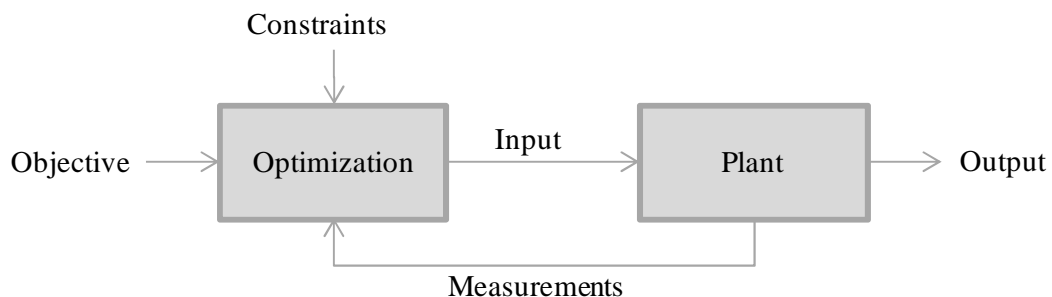 Constraints
Objective
Optimization
Input
Plant
Output
Measurements